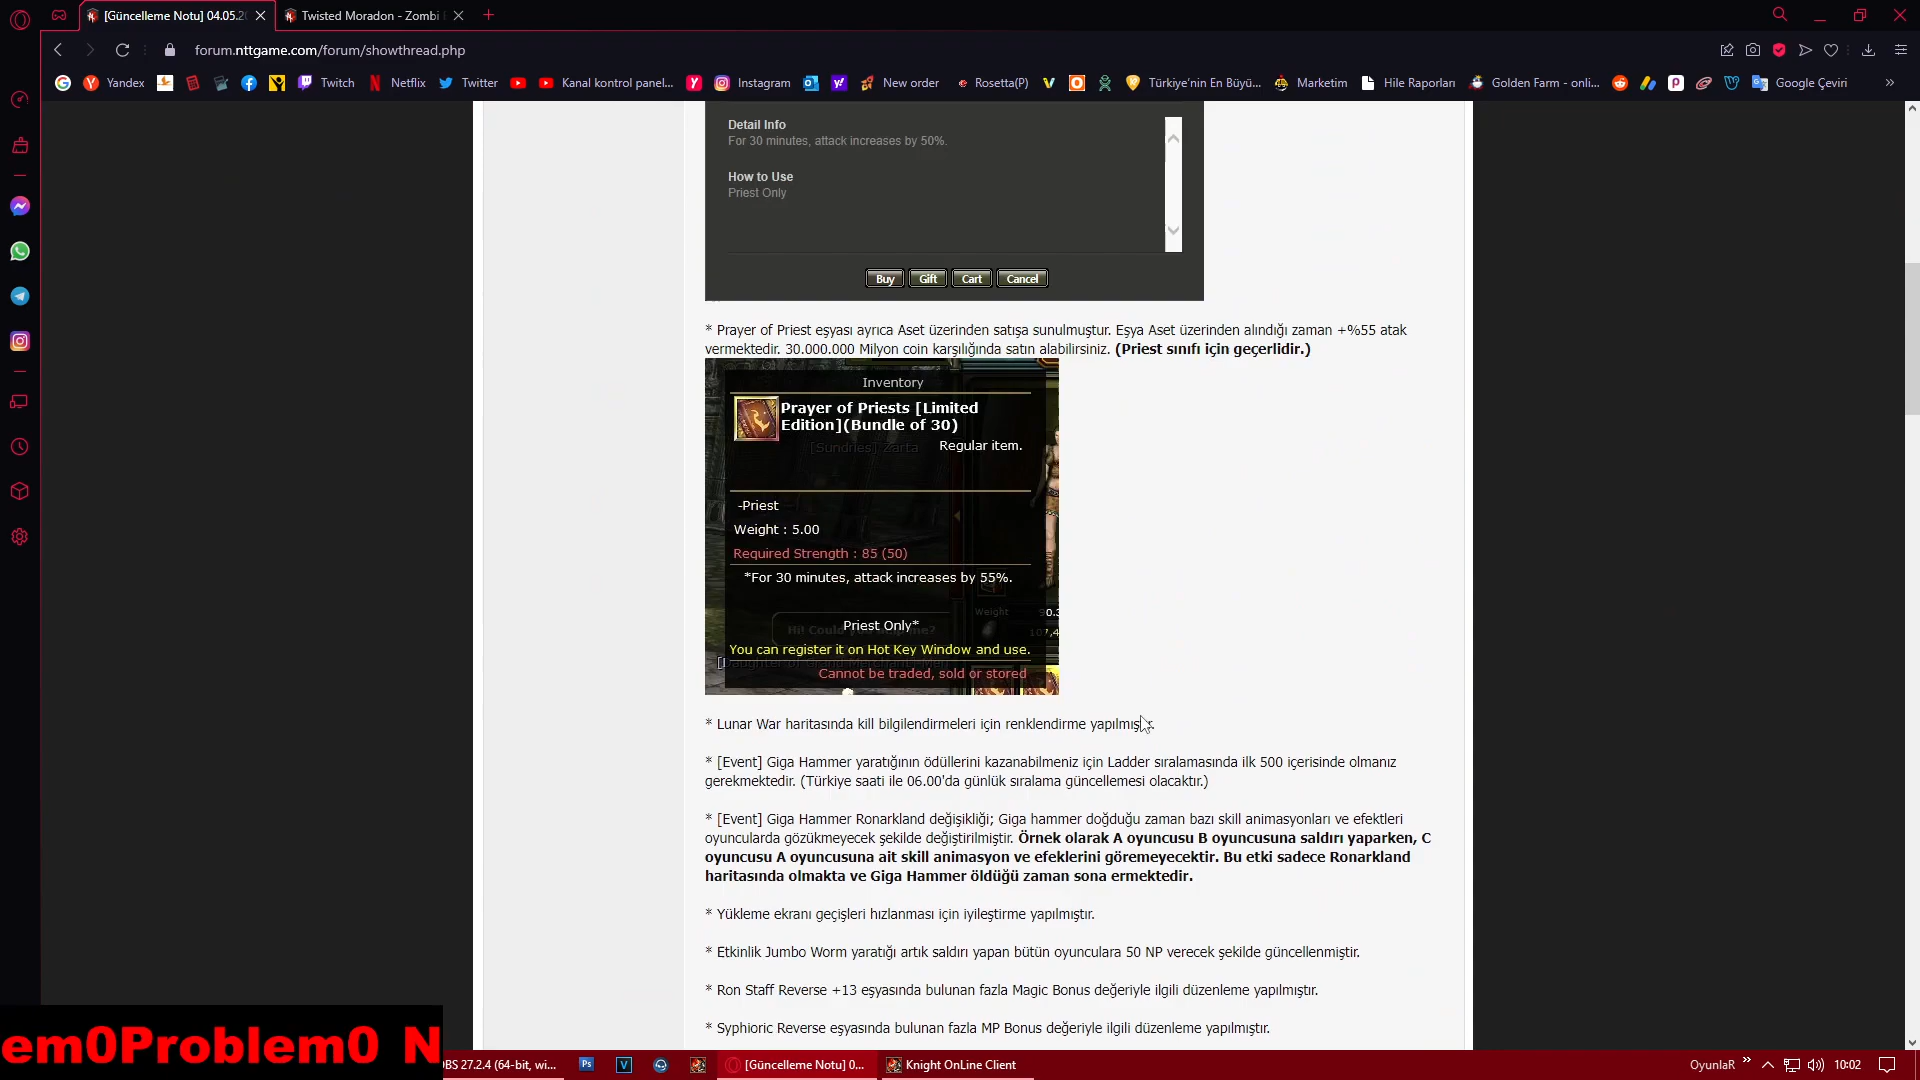 [Güncelleme Notu] 04.05.20
Twisted Moradon - Zombi
forum.nttgame.com/forum/showthread.php
Yandex
Twitch
Netflix
Twitter
Kanal kontrol panel...
Instagram
New order
Rosetta(P)
Türkiye'nin En Büyü...
Marketim
Hile Raporları
Golden Farm - onli...
Google Çeviri
Detail Info
For 30 minutes, attack increases by 50%.
How to Use
Priest Only
Buy Gift Cart Cancel
* Prayer of Priest eşyası ayrıca Aset üzerinden satışa sunulmuştur. Eşya Aset üzerinden alındığı zaman +%55 atak
vermektedir. 30.000.000 Milyon coin karşılığında satın alabilirsiniz. (Priest sınıfı için geçerlidir.)
Inventory
Prayer of Priests [Limited
Edition](Bundle of 30)
[Sundries] Zarta
Regular item.
-Priest
Weight : 5.00
Required Strength : 85 (50)
*For 30 minutes, attack increases by 55%.
Weight
Priest Only*
You can register it on Hot Key Window and use.
Cannot be traded, sold or stored
* Lunar War haritasında kill bilgilendirmeleri için renklendirme yapılmıştır.
* [Event] Giga Hammer yaratığının ödüllerini kazanabilmeniz için Ladder sıralamasında ilk 500 içerisinde olmanız
gerekmektedir. (Türkiye saati ile 06.00'da günlük sıralama güncellemesi olacaktır.)
* [Event] Giga Hammer Ronarkland değişikliği; Giga hammer doğduğu zaman bazı skill animasyonları ve efektleri
oyuncularda gözükmeyecek şekilde değiştirilmiştir. Örnek olarak A oyuncusu B oyuncusuna saldırı yaparken, C
oyuncusu A oyuncusuna ait skill animasyon ve efeklerini göremeyecektir. Bu etki sadece Ronarkland
haritasında olmakta ve Giga Hammer öldüğü zaman sona ermektedir.
* Yükleme ekranı geçişleri hızlanması için iyileştirme yapılmıştır.
* Etkinlik Jumbo Worm yaratığı artık saldırı yapan bütün oyunculara 50 NP verecek şekilde güncellenmiştir.
* Ron Staff Reverse +13 eşyasında bulunan fazla Magic Bonus değeriyle ilgili düzenleme yapılmıştır.
* Syphioric Reverse eşyasında bulunan fazla MP Bonus değeriyle ilgili düzenleme yapılmıştır.
em0Problem0 N
OBS 27.2.4 (64-bit, wi...
[Güncelleme Notu] 0...
Knight OnLine Client
OyunlaR
10:02